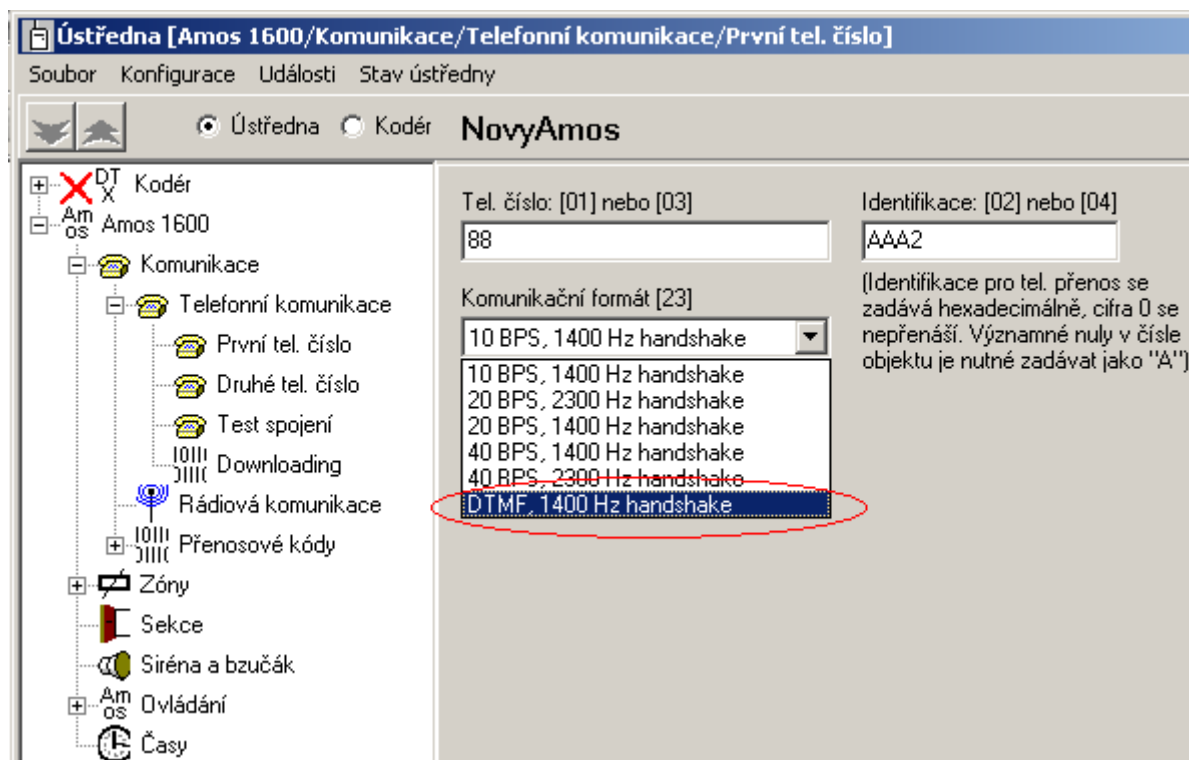 Ústředna [Amos 1600/Komunikace/Telefonní komunikace/První tel. číslo]
Soubor Konfigurace Události Stav ústředny
Ústředna Kodér NovyAmos
DT X Kodér
Am os Amos 1600
Komunikace
Telefonní komunikace
První tel. číslo
Druhé tel. číslo
Test spojení
Downloading
Rádiová komunikace
Přenosové kódy
Zóny
Sekce
Siréna a bzučák
Am os Ovládání
Časy
Tel. číslo: [01] nebo [03]
88
Komunikační formát [23]
10 BPS, 1400 Hz handshake
10 BPS, 1400 Hz handshake
20 BPS, 2300 Hz handshake
20 BPS, 1400 Hz handshake
40 BPS, 1400 Hz handshake
40 BPS, 2300 Hz handshake
DTMF, 1400 Hz handshake
Identifikace: [02] nebo [04]
AAA2
(Identifikace pro tel. přenos se
zadává hexadecimálně, cifra 0 se
nepřenáší. Významné nuly v čísle
objektu je nutné zadávat jako "A")